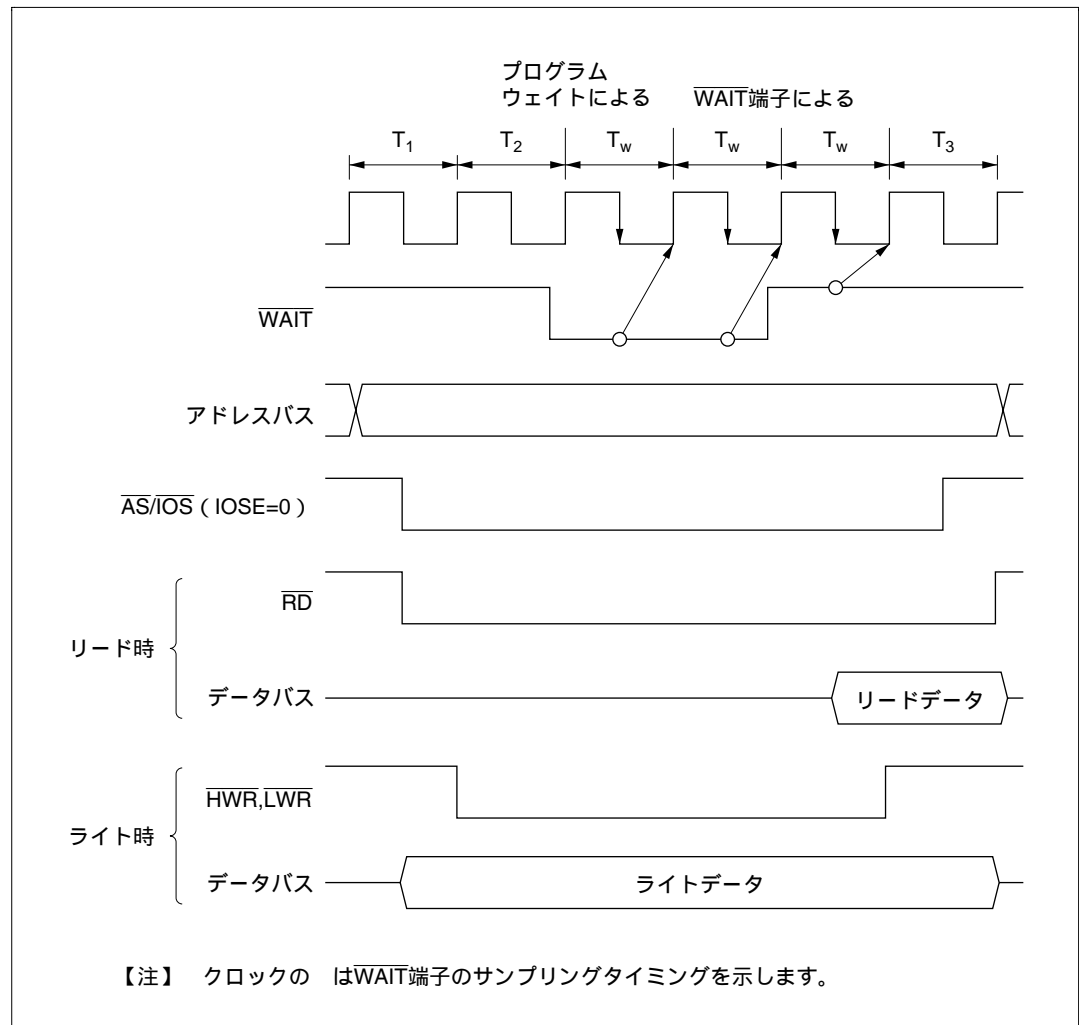 プログラム
ウェイトによる WAIT端子による
T1 T2 Tw Tw Tw T3
WAIT
アドレスバス
AS/IOS（IOSE=0）
RD
リード時
データバス リードデータ
HWR,LWR
ライト時
データバス ライトデータ
【注】 クロックの はWAIT端子のサンプリングタイミングを示します。